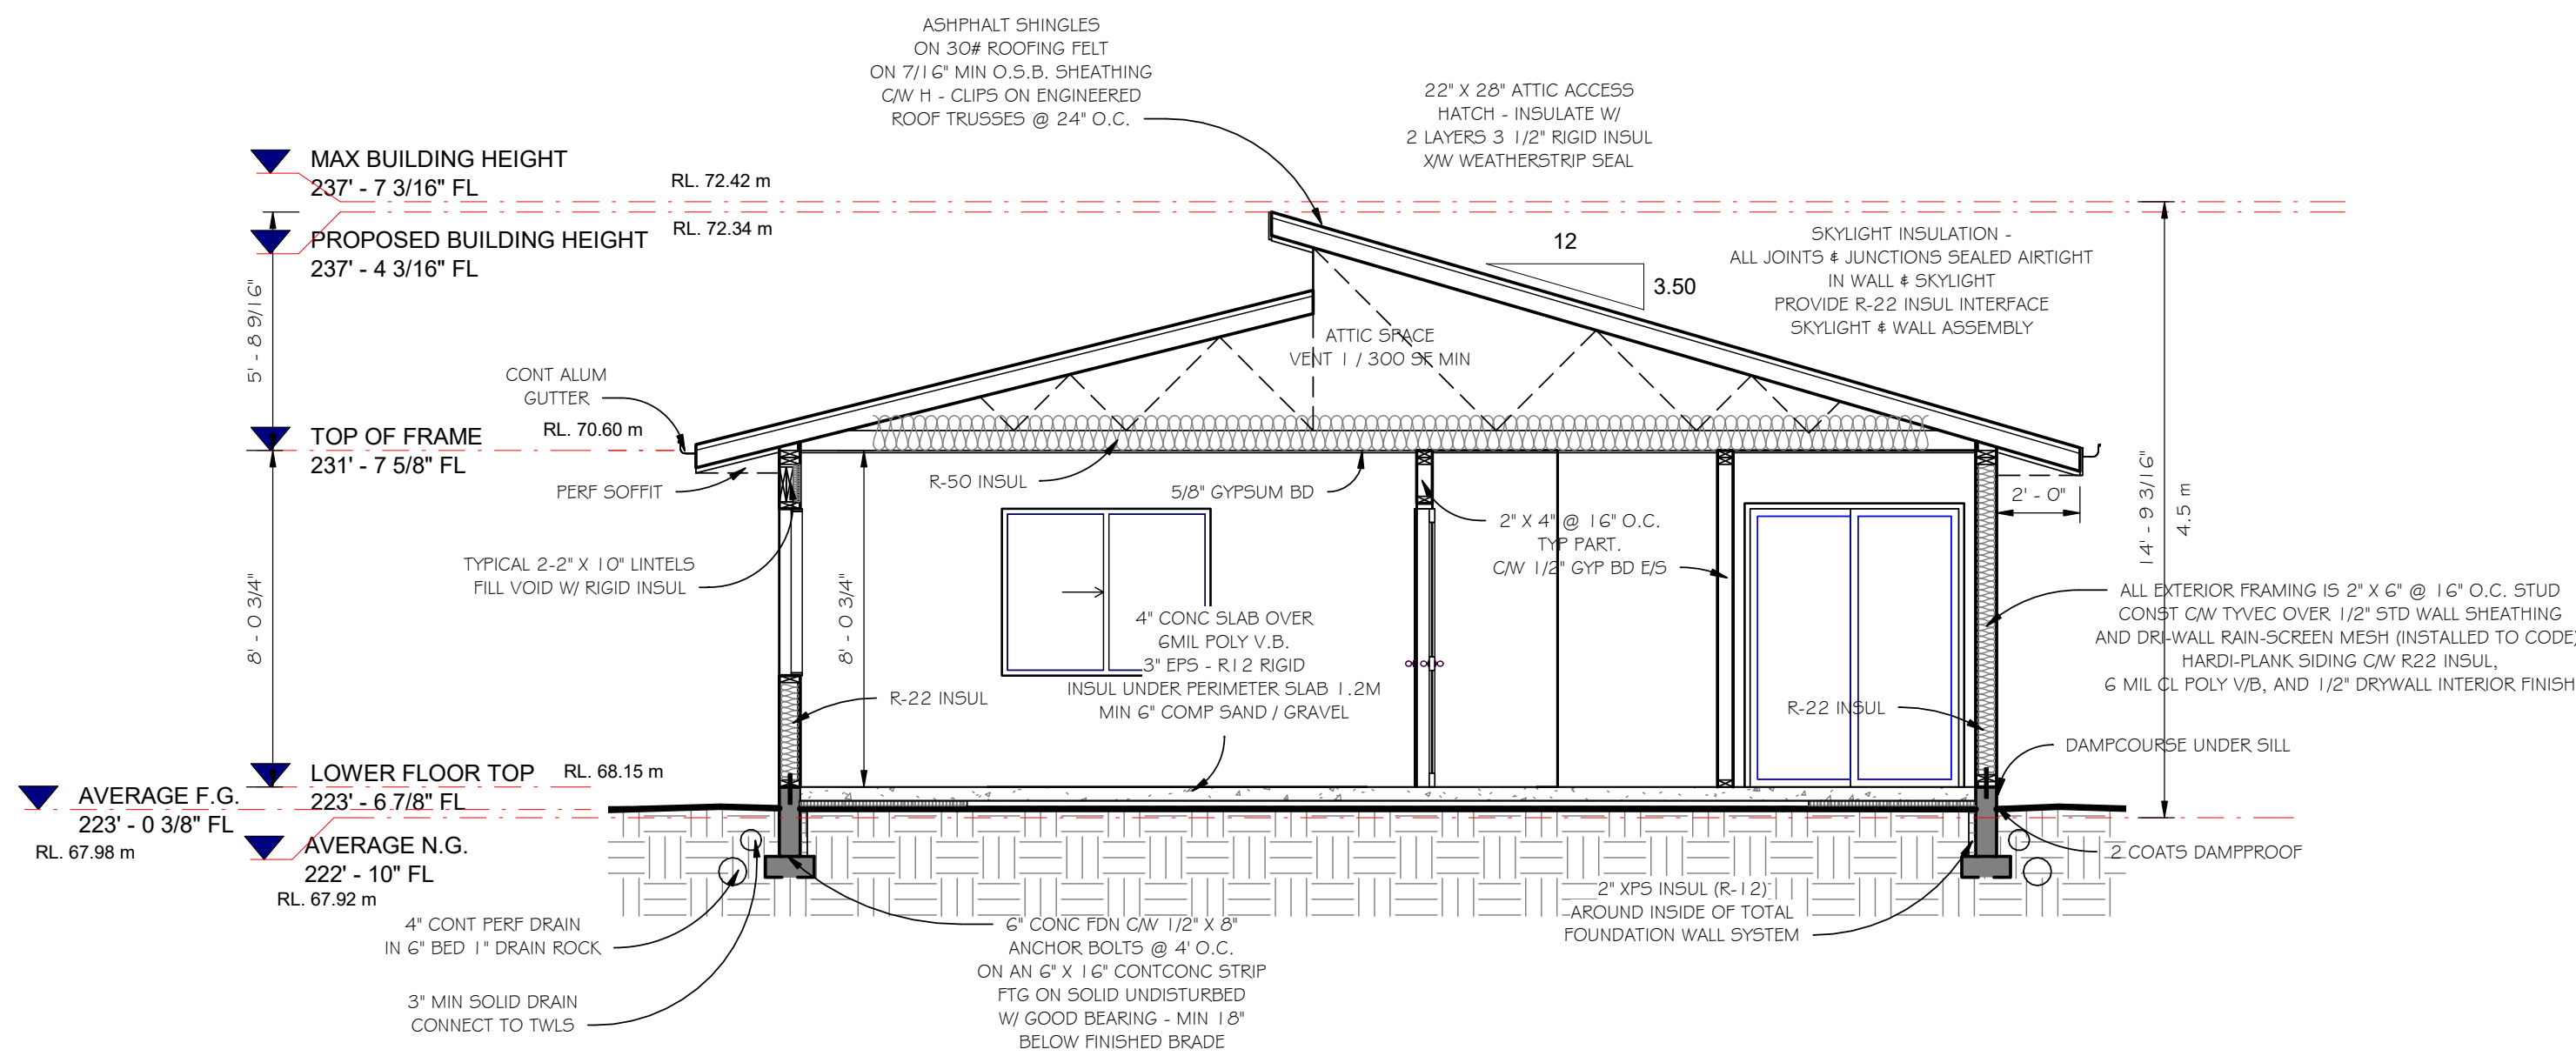 ASHPHALT SHINGLES
ON 30# ROOFING FELT
ON 7/16" MIN O.S.B. SHEATHING
C/W H - CLIPS ON ENGINEERED
ROOF TRUSSES @ 24" O.C.
22" X 28" ATTIC ACCESS
HATCH - INSULATE W/
2 LAYERS 3 1/2" RIGID INSUL
X/W WEATHERSTRIP SEAL
MAX BUILDING HEIGHT
237' - 7 3/16" FL
RL. 72.42 m
PROPOSED BUILDING HEIGHT
237' - 4 3/16" FL
RL. 72.34 m
12
3.50
SKYLIGHT INSULATION -
ALL JOINTS & JUNCTIONS SEALED AIRTIGHT
IN WALL & SKYLIGHT
PROVIDE R-22 INSUL INTERFACE
SKYLIGHT & WALL ASSEMBLY
5' - 8 9/16"
ATTIC SPACE
VENT 1 / 300 SF MIN
CONT ALUM
GUTTER
TOP OF FRAME
231' - 7 5/8" FL
RL. 70.60 m
PERF SOFFIT
R-50 INSUL
5/8" GYPSUM BD
2' - 0"
14' - 9 3/16"
4.5 m
2" X 4" @ 16" O.C.
TYP PART.
C/W 1/2" GYP BD E/S
TYPICAL 2-2" X 10" LINTELS
FILL VOID W/ RIGID INSUL
8' - 0 3/4"
8' - 0 3/4"
4" CONC SLAB OVER
6MIL POLY V.B.
3" EPS - R12 RIGID
INSUL UNDER PERIMETER SLAB 1.2M
MIN 6" COMP SAND / GRAVEL
ALL EXTERIOR FRAMING IS 2" X 6" @ 16" O.C. STUD
CONST C/W TYVEC OVER 1/2" STD WALL SHEATHING
AND DRI-WALL RAIN-SCREEN MESH (INSTALLED TO CODE)
HARDI-PLANK SIDING C/W R22 INSUL,
6 MIL CL POLY V/B, AND 1/2" DRYWALL INTERIOR FINISH
R-22 INSUL
R-22 INSUL
DAMPCOURSE UNDER SILL
LOWER FLOOR TOP
223' - 6 7/8" FL
RL. 68.15 m
AVERAGE F.G.
223' - 0 3/8" FL
RL. 67.98 m
AVERAGE N.G.
222' - 10" FL
RL. 67.92 m
2 COATS DAMPPROOF
2" XPS INSUL (R-12)
AROUND INSIDE OF TOTAL
FOUNDATION WALL SYSTEM
4" CONT PERF DRAIN
IN 6" BED 1" DRAIN ROCK
6" CONC FDN C/W 1/2" X 8"
ANCHOR BOLTS @ 4' O.C.
ON AN 6" X 16" CONTCONC STRIP
FTG ON SOLID UNDISTURBED
W/ GOOD BEARING - MIN 18"
BELOW FINISHED BRADE
3" MIN SOLID DRAIN
CONNECT TO TWLS